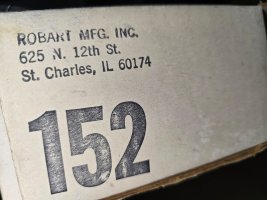 ROBART MFG. INC.
625 N. 12th St.
St. Charles, IL 60174
152